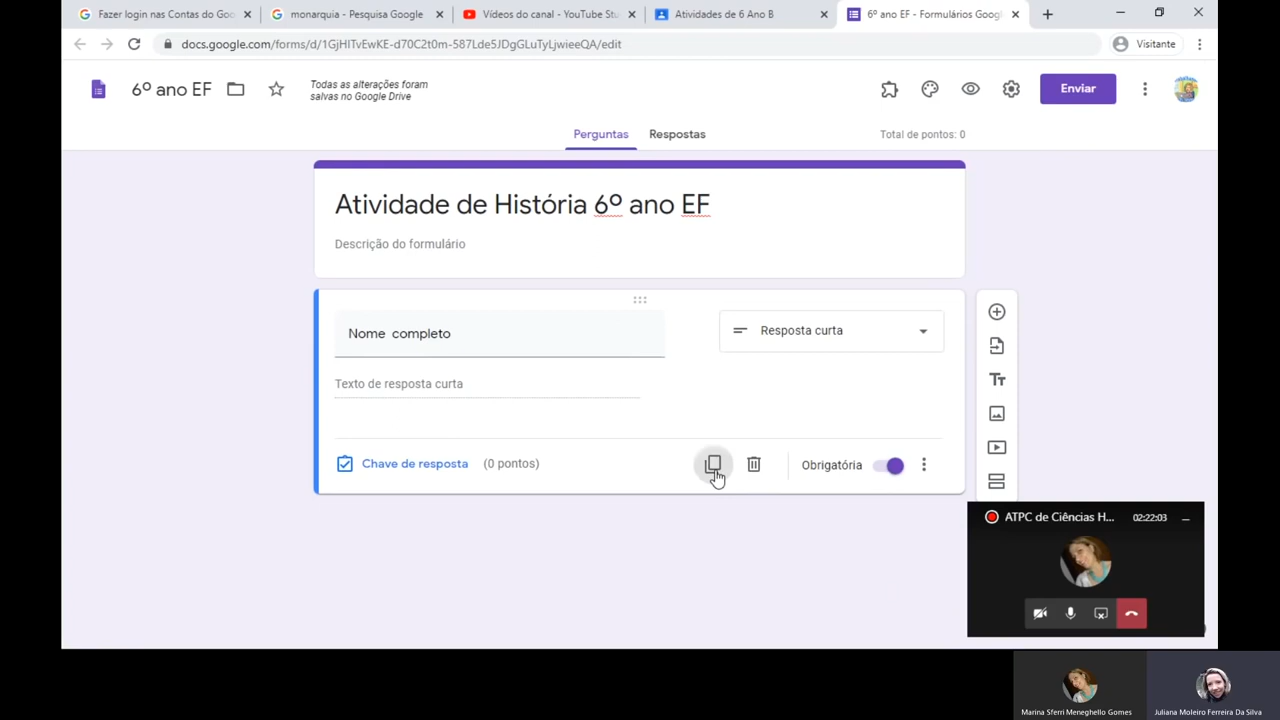 Fazer login nas Contas do Goo
monarquia - Pesquisa Google
Vídeos do canal - YouTube Stu
Atividades de 6 Ano B
6º ano EF - Formulários Googl
docs.google.com/forms/d/1GjHITvEwKE-d70C2t0m-587Lde5JDgGLuTyLjwieeQA/edit
Visitante
6º ano EF
Todas as alterações foram
salvas no Google Drive
Enviar
Perguntas
Respostas
Total de pontos: 0
Atividade de História 6º ano EF
Descrição do formulário
Nome completo
Resposta curta
Texto de resposta curta
Chave de resposta
(0 pontos)
Obrigatória
ATPC de Ciências H...
02:22:03
Marina Sferri Meneghello Gomes
Juliana Moleiro Ferreira Da Silva